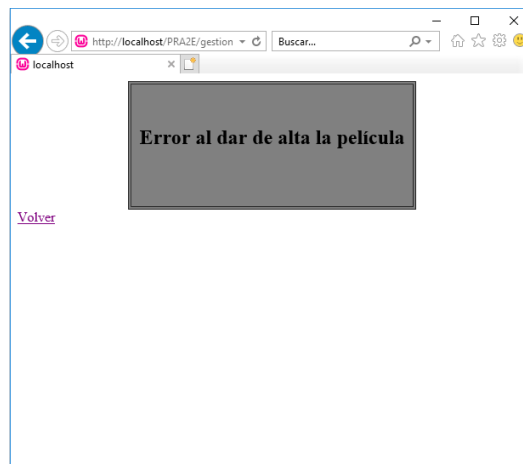 http://localhost/PRA2E/gestion
Buscar...
localhost
Error al dar de alta la película
Volver